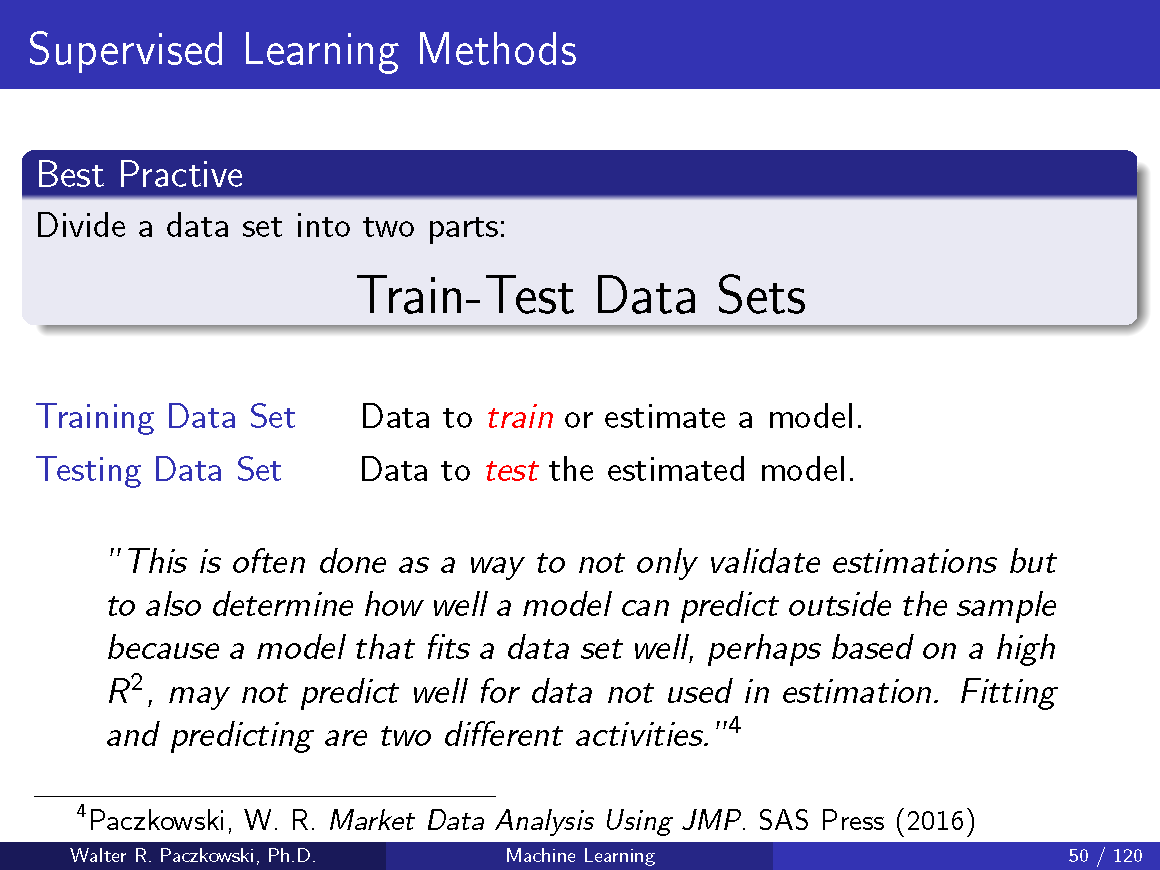 Supervised Learning Methods
Best Practive
Divide a data set into two parts:
Train-Test Data Sets
Training Data Set Data to train or estimate a model.
Testing Data Set Data to test the estimated model.
”This is often done as a way to not only validate estimations but
to also determine how well a model can predict outside the sample
because a model that fits a data set well, perhaps based on a high
R², may not predict well for data not used in estimation. Fitting
and predicting are two different activities.”⁴
⁴Paczkowski, W. R. Market Data Analysis Using JMP. SAS Press (2016)
Walter R. Paczkowski, Ph.D. Machine Learning 50 / 120